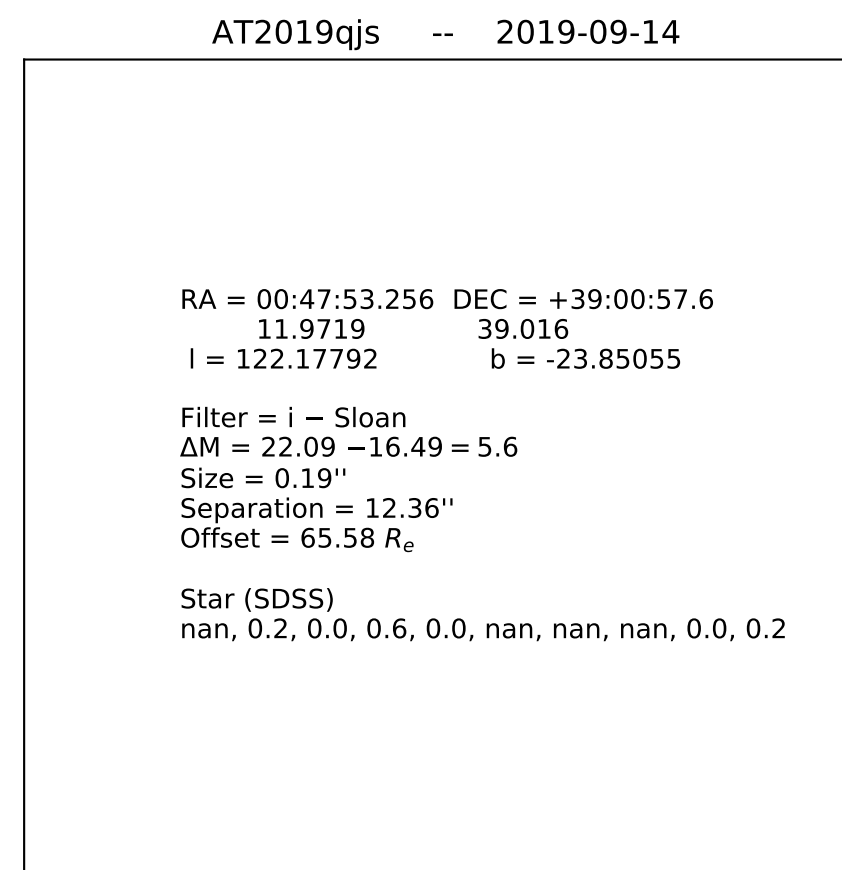 AT2019qjs -- 2019-09-14
RA = 00:47:53.256 DEC = +39:00:57.6
11.9719 39.016
l = 122.17792 b = -23.85055
Filter = i − Sloan
ΔM = 22.09 −16.49 = 5.6
Size = 0.19''
Separation = 12.36''
Offset = 65.58 Re
Star (SDSS)
nan, 0.2, 0.0, 0.6, 0.0, nan, nan, nan, 0.0, 0.2